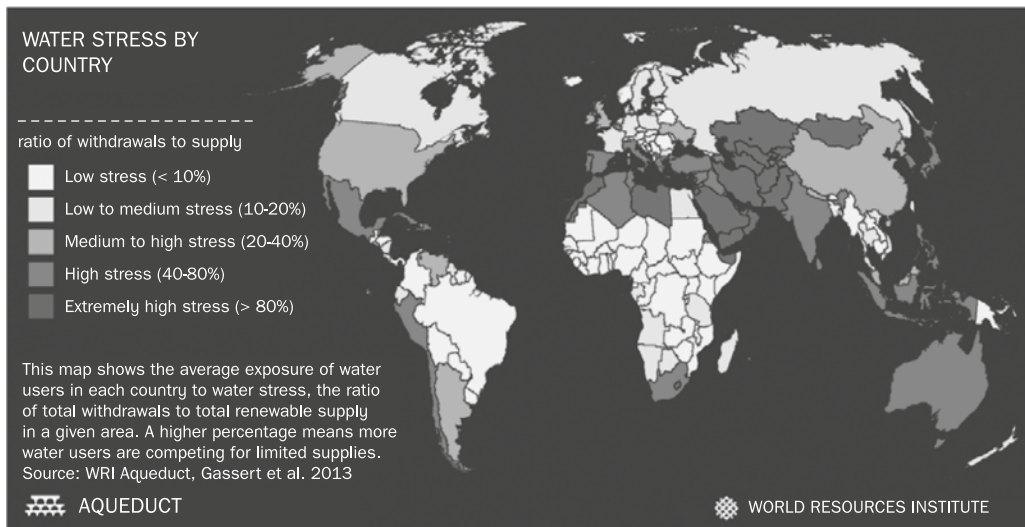 WATER STRESS BY
COUNTRY
ratio of withdrawals to supply
Low stress (< 10%)
Low to medium stress (10-20%)
Medium to high stress (20-40%)
High stress (40-80%)
Extremely high stress (> 80%)
This map shows the average exposure of water
users in each country to water stress, the ratio
of total withdrawals to total renewable supply
in a given area. A higher percentage means more
water users are competing for limited supplies.
Source: WRI Aqueduct, Gassert et al. 2013
AQUEDUCT
WORLD RESOURCES INSTITUTE